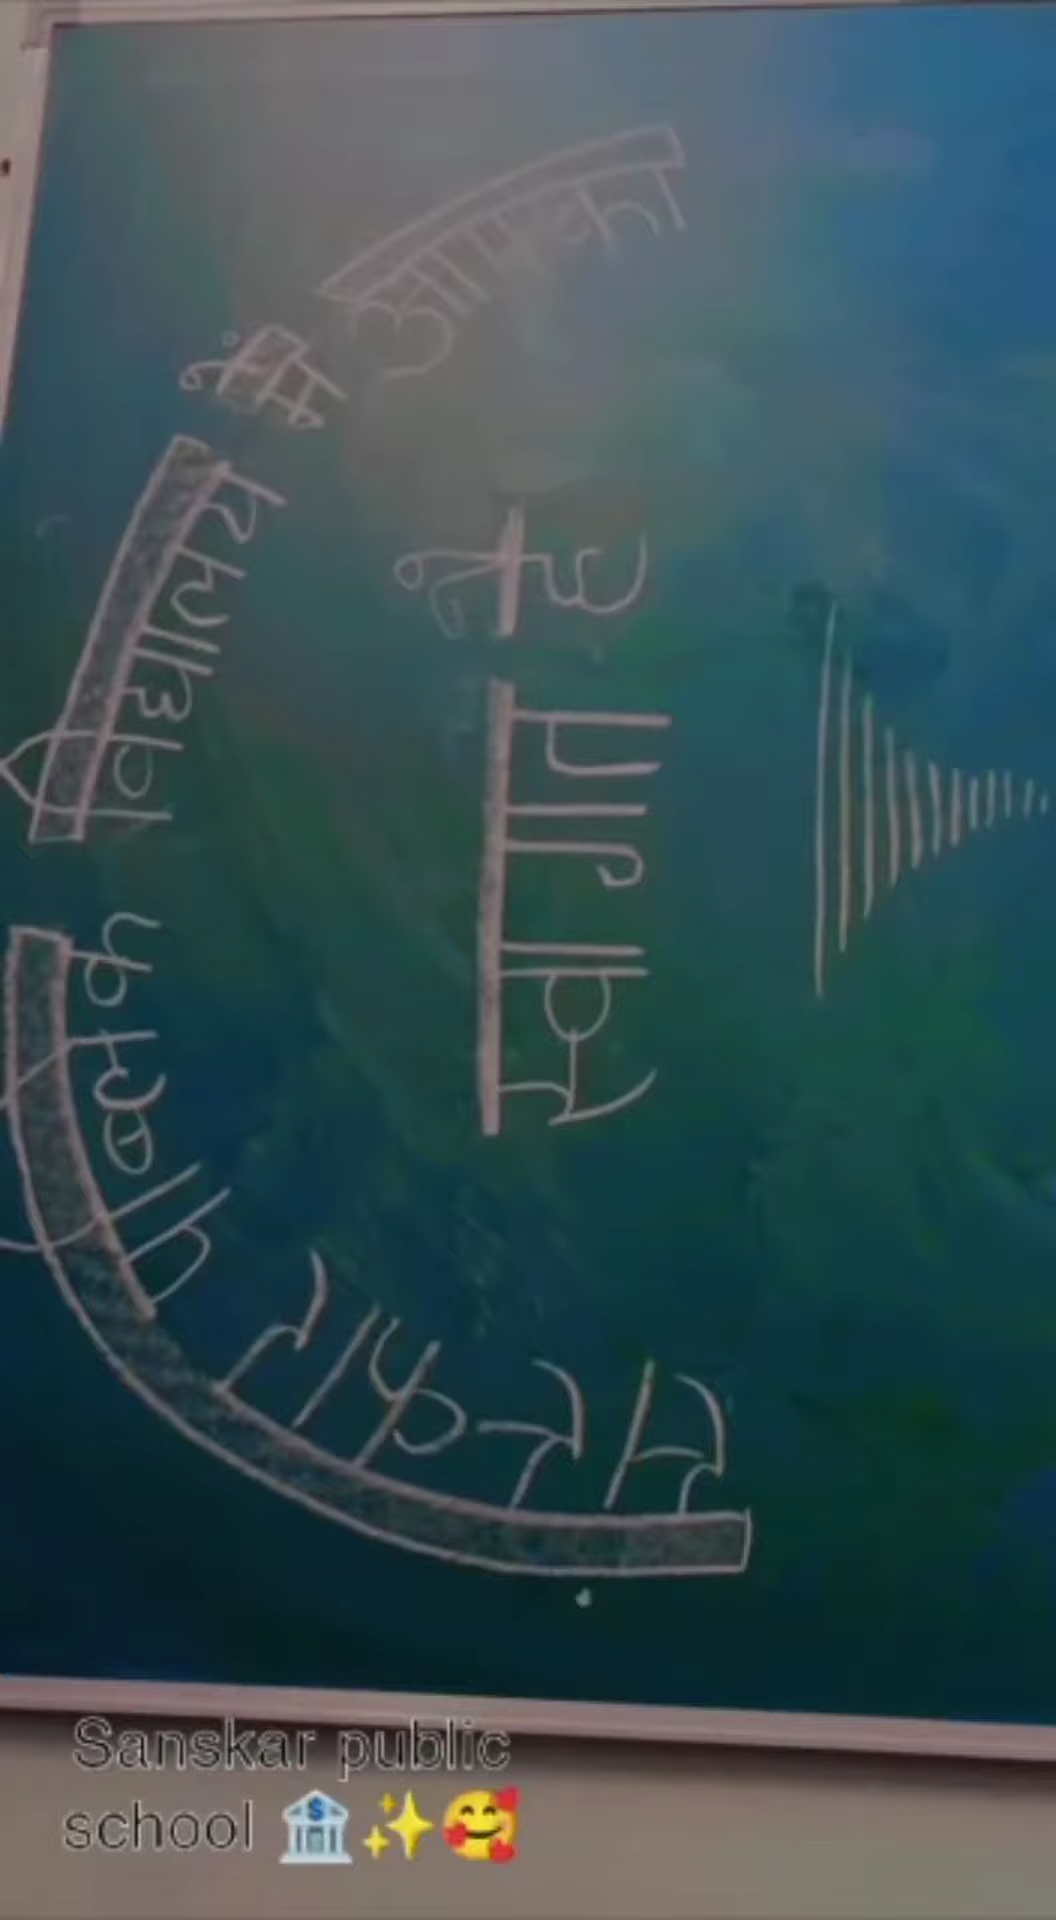 संस्कार पब्लिक विद्यालय में आपका
स्वागत है
Sanskar public
school 🏦✨🥰